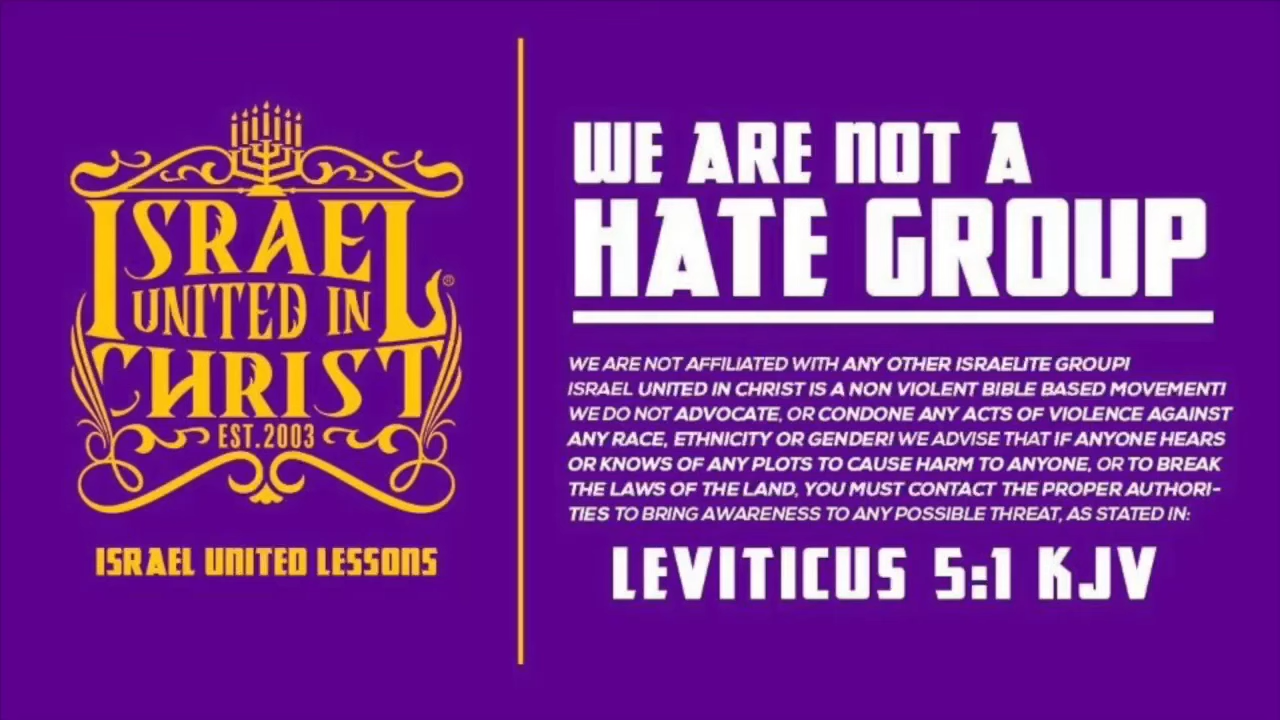 ISRAEL
UNITED IN
CHRIST
EST. 2003
ISRAEL UNITED LESSONS
WE ARE NOT A
HATE GROUP
WE ARE NOT AFFILIATED WITH ANY OTHER ISRAELITE GROUP!
ISRAEL UNITED IN CHRIST IS A NON VIOLENT BIBLE BASED MOVEMENT!
WE DO NOT ADVOCATE, OR CONDONE ANY ACTS OF VIOLENCE AGAINST
ANY RACE, ETHNICITY OR GENDER! WE ADVISE THAT IF ANYONE HEARS
OR KNOWS OF ANY PLOTS TO CAUSE HARM TO ANYONE, OR TO BREAK
THE LAWS OF THE LAND, YOU MUST CONTACT THE PROPER AUTHORI-
TIES TO BRING AWARENESS TO ANY POSSIBLE THREAT, AS STATED IN:
LEVITICUS 5:1 KJV